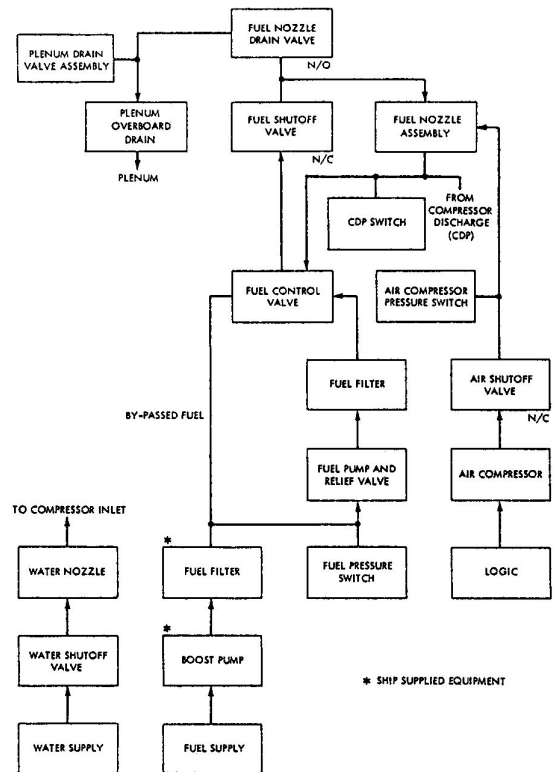 FUEL NOZZLE
DRAIN VALVE
N/O
PLENUM DRAIN
VALVE ASSEMBLY
PLENUM
OVERBOARD
DRAIN
PLENUM
FUEL SHUTOFF
VALVE
N/C
FUEL NOZZLE
ASSEMBLY
CDP SWITCH
FROM
COMPRESSOR
DISCHARGE
(CDP)
FUEL CONTROL
VALVE
AIR COMPRESSOR
PRESSURE SWITCH
FUEL FILTER
AIR SHUTOFF
VALVE
N/C
BY-PASSED FUEL
FUEL PUMP AND
RELIEF VALVE
AIR COMPRESSOR
TO COMPRESSOR INLET
WATER NOZZLE
*
FUEL FILTER
FUEL PRESSURE
SWITCH
LOGIC
WATER SHUTOFF
VALVE
*
BOOST PUMP
* SHIP SUPPLIED EQUIPMENT
WATER SUPPLY
FUEL SUPPLY